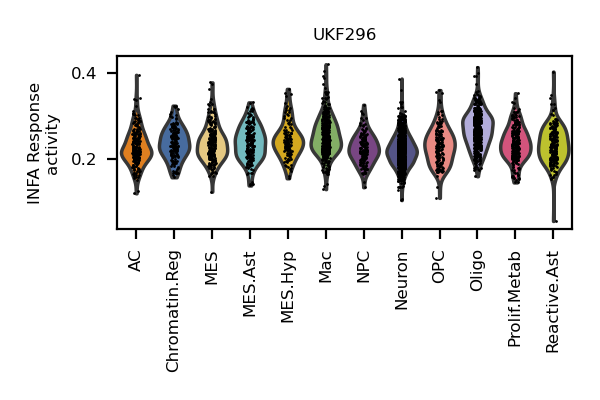 UKF296
INFA Response
activity
0.4
0.2
AC
Chromatin.Reg
MES
MES.Ast
MES.Hyp
Mac
NPC
Neuron
OPC
Oligo
Prolif.Metab
Reactive.Ast